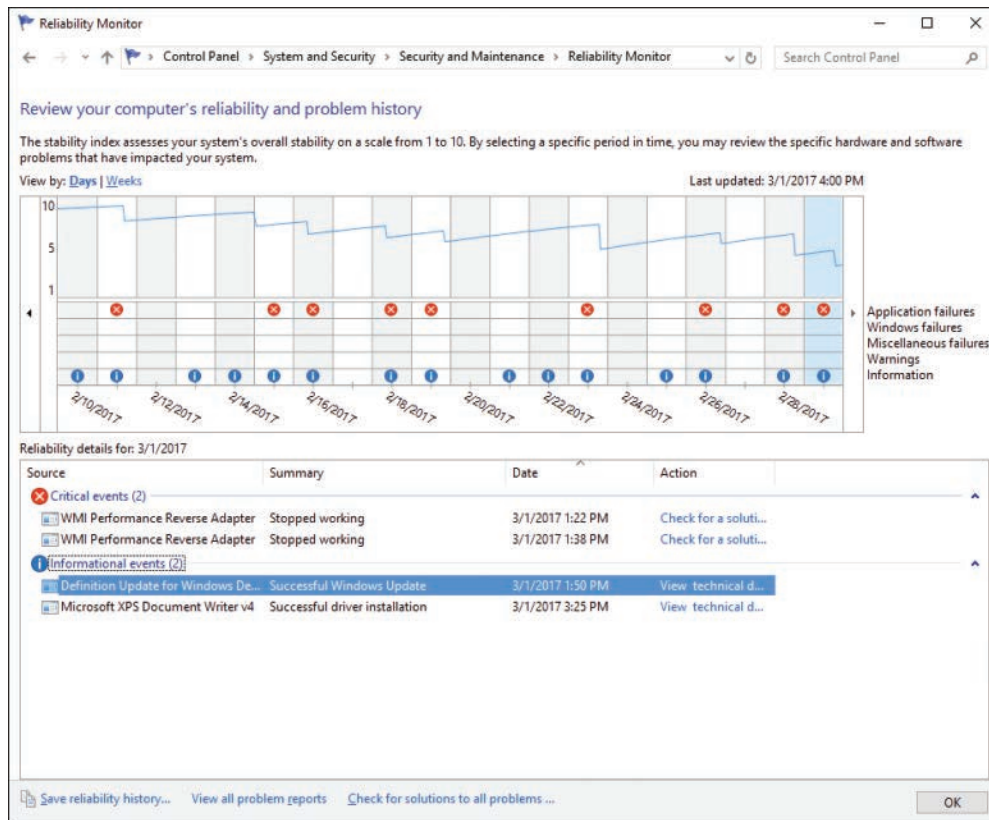 Reliability Monitor
Control Panel > System and Security > Security and Maintenance > Reliability Monitor
Search Control Panel
Review your computer's reliability and problem history
The stability index assesses your system's overall stability on a scale from 1 to 10. By selecting a specific period in time, you may review the specific hardware and software
problems that have impacted your system.
View by: Days | Weeks
Last updated: 3/1/2017 4:00 PM
10
5
1
Application failures
Windows failures
Miscellaneous failures
Warnings
Information
2/10/2017 2/12/2017 2/14/2017 2/16/2017 2/18/2017 2/20/2017 2/22/2017 2/24/2017 2/26/2017 2/28/2017
Reliability details for: 3/1/2017
Source Summary Date Action
Critical events (2)
WMI Performance Reverse Adapter Stopped working 3/1/2017 1:22 PM Check for a soluti...
WMI Performance Reverse Adapter Stopped working 3/1/2017 1:38 PM Check for a soluti...
Informational events (2)
Definition Update for Windows De... Successful Windows Update 3/1/2017 1:50 PM View technical d...
Microsoft XPS Document Writer v4 Successful driver installation 3/1/2017 3:25 PM View technical d...
Save reliability history... View all problem reports Check for solutions to all problems ...
OK